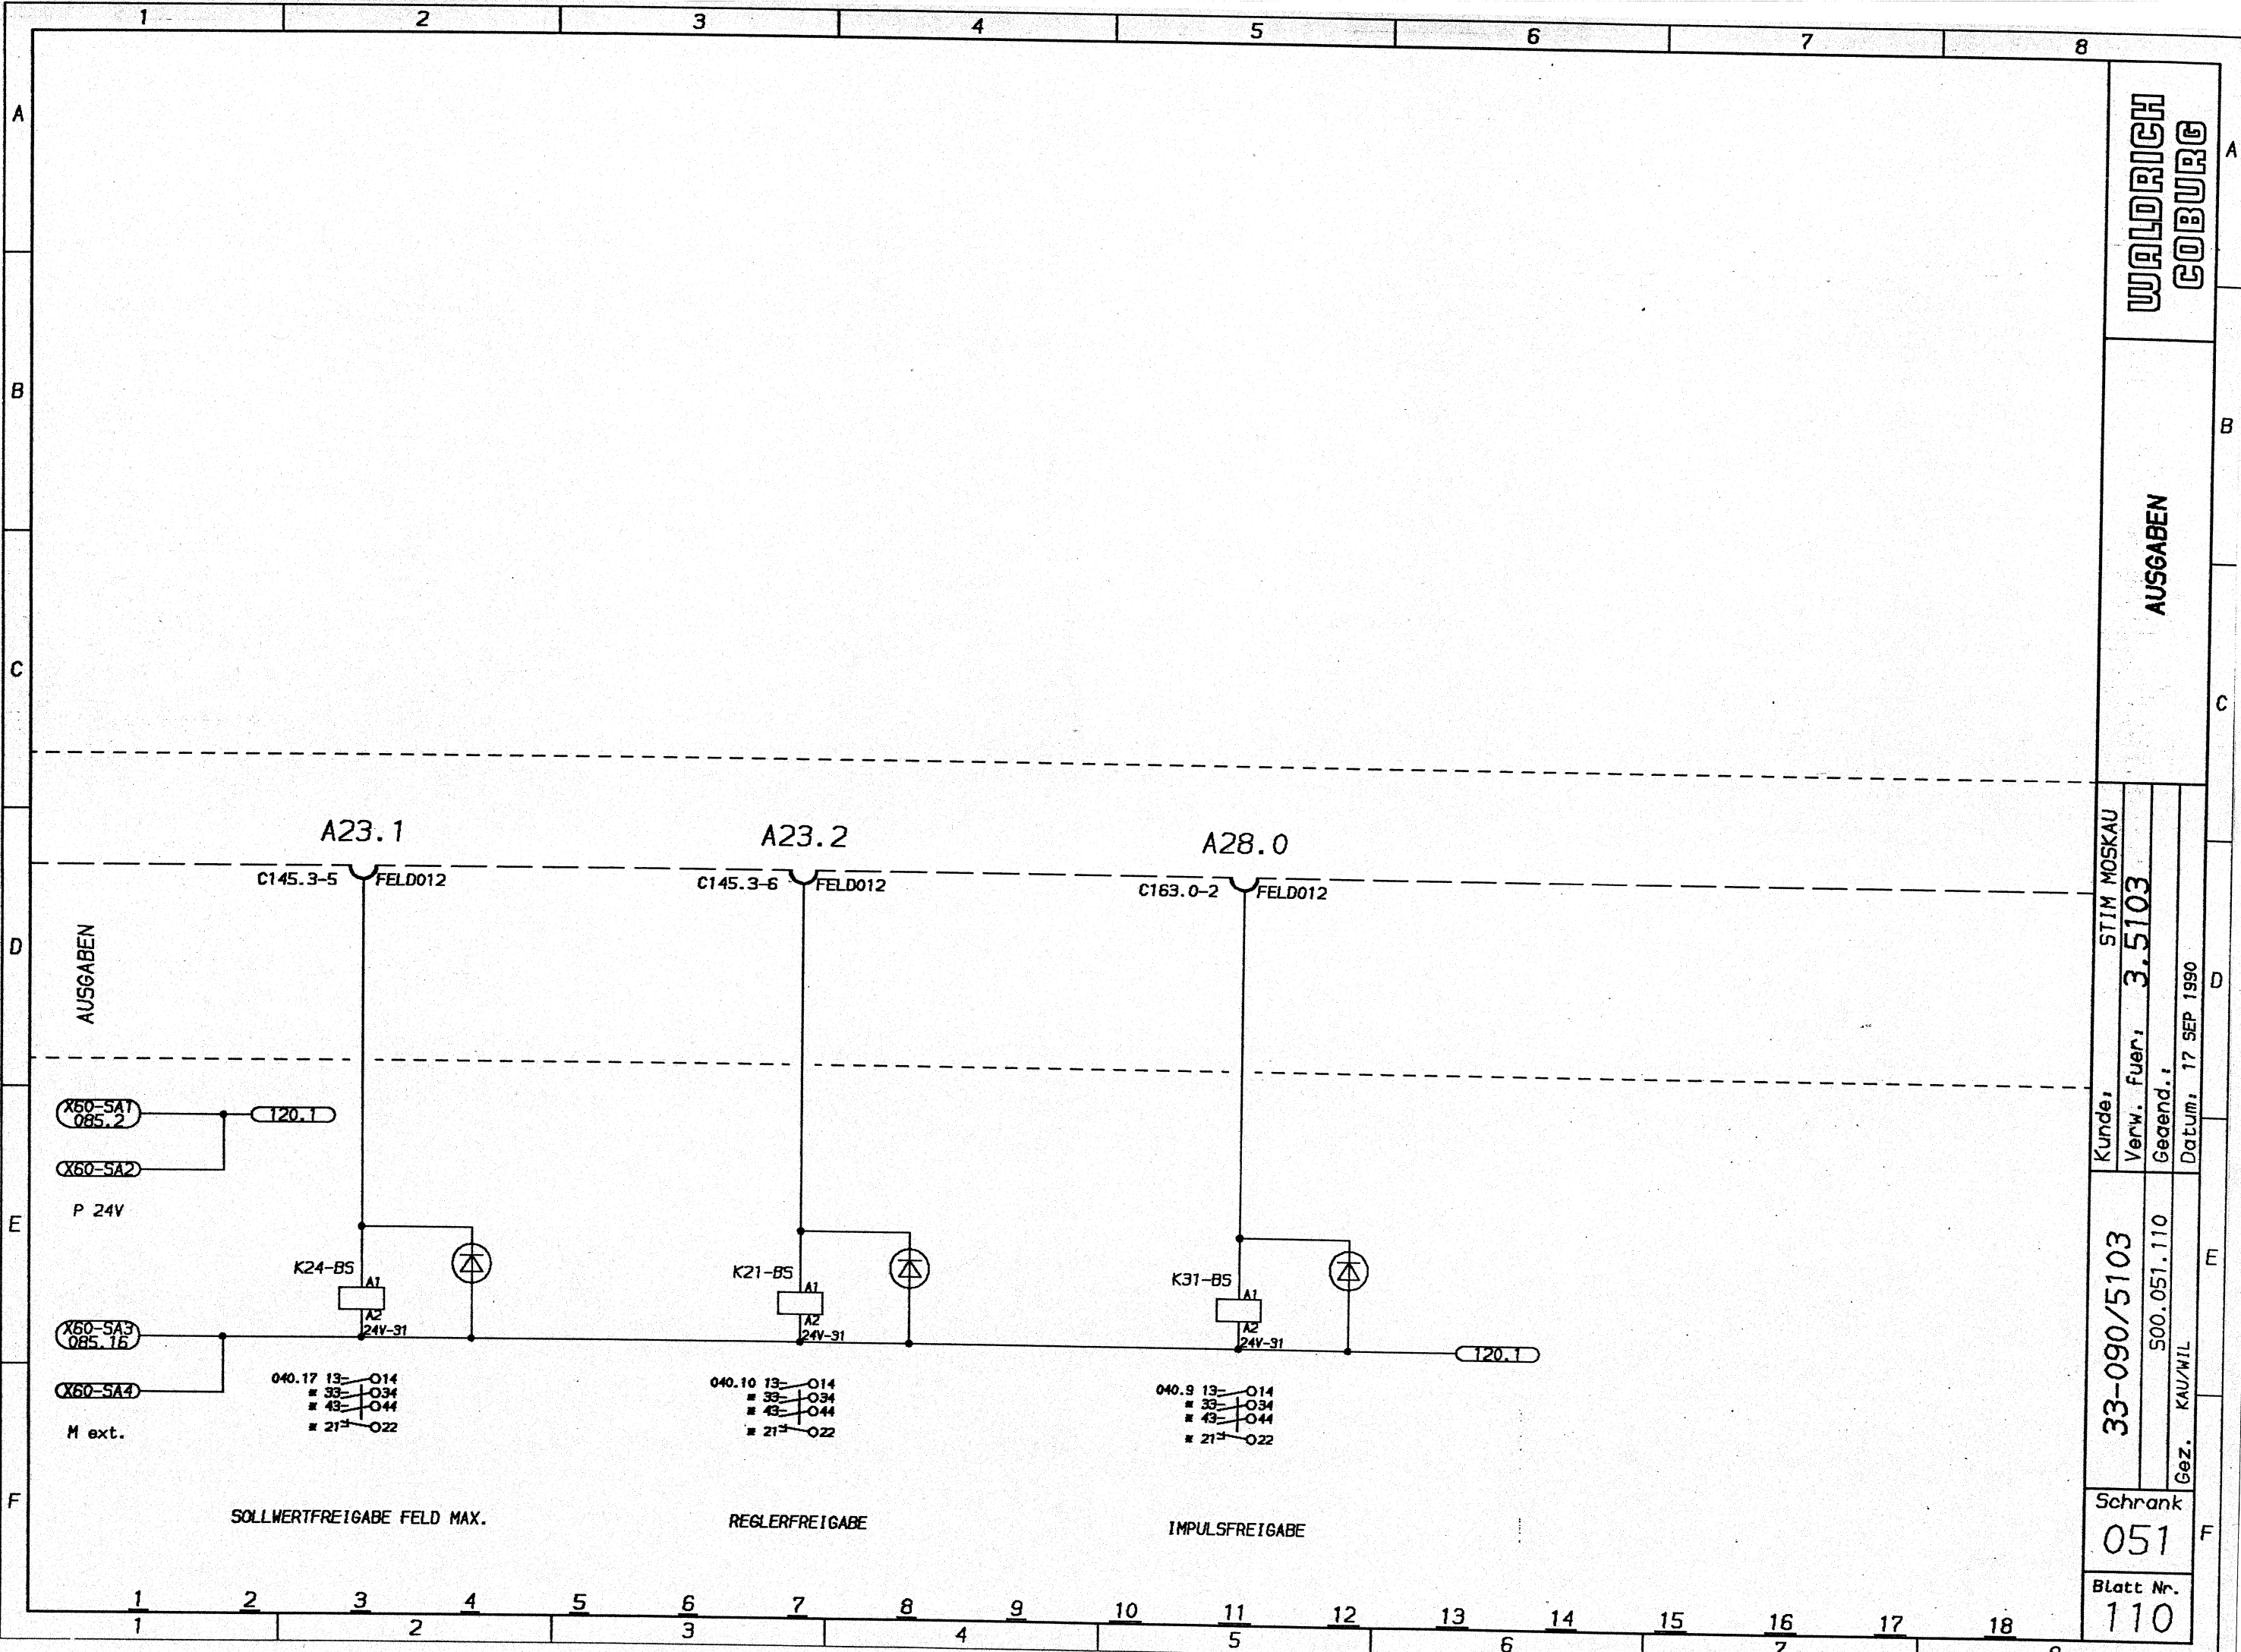 1 2 3 4 5 6 7 8
A
B
C
D
E
F
A23.1
A23.2
A28.0
C145.3-5 FELD012
C145.3-6 FELD012
C163.0-2 FELD012
AUSGABEN
X60-SA1
085.2
120.1
X60-SA2
P 24V
K24-B5
A1
A2
24V-31
K21-B5
A1
A2
24V-31
K31-B5
A1
A2
24V-31
X60-SA3
085.16
120.1
X60-SA4
M ext.
040.17 13 14
* 33 34
* 43 44
* 21 22
040.10 13 14
* 33 34
* 43 44
* 21 22
040.9 13 14
* 33 34
* 43 44
* 21 22
SOLLWERTFREIGABE FELD MAX.
REGLERFREIGABE
IMPULSFREIGABE
1 2 3 4 5 6 7 8 9 10 11 12 13 14 15 16 17 18
1 2 3 4 5 6
WALDRICH
COBURG
AUSGABEN
Kunde: STIM MOSKAU
Verw. fuer: 3.5103
Geaend.:
Datum: 17 SEP 1990
33-090/5103
S00.051.110
Gez. KAU/WIL
Schrank
051
Blatt Nr.
110
A
B
C
D
E
F